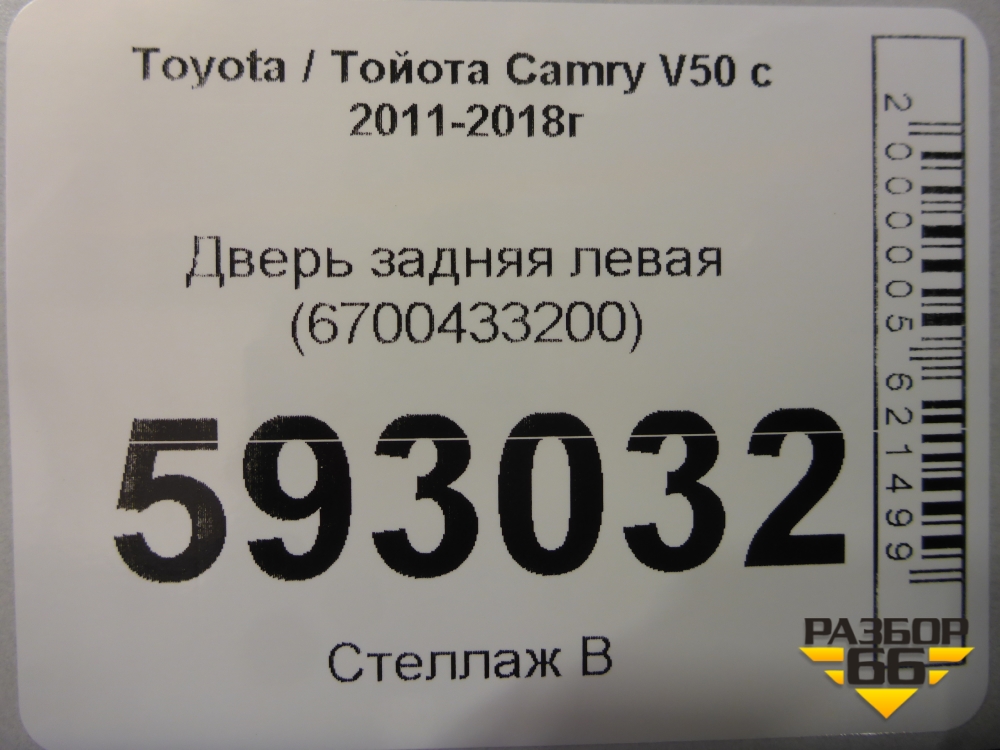 Toyota / Тойота Camry V50 с
2011-2018г
Дверь задняя левая
(6700433200)
593032
Стеллаж В
2000005621499
РАЗБОР
66